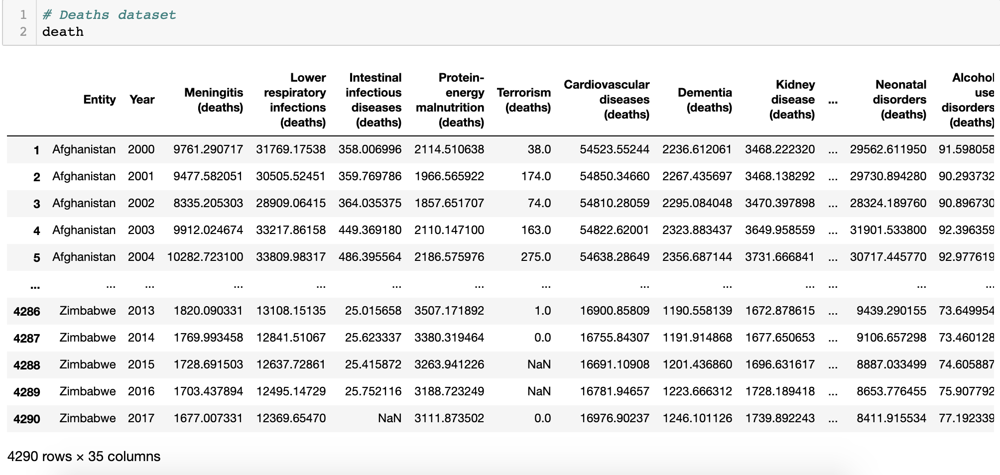 1 # Deaths dataset
2 death
Entity Year Meningitis (deaths) Lower respiratory infections (deaths) Intestinal infectious diseases (deaths) Protein-energy malnutrition (deaths) Terrorism (deaths) Cardiovascular diseases (deaths) Dementia (deaths) Kidney disease (deaths) ... Neonatal disorders (deaths) Alcohol use disorders (deaths)
1 Afghanistan 2000 9761.290717 31769.17538 358.006996 2114.510638 38.0 54523.55244 2236.612061 3468.222320 ... 29562.611950 91.598058
2 Afghanistan 2001 9477.582051 30505.52451 359.769786 1966.565922 174.0 54850.34660 2267.435697 3468.138292 ... 29730.894280 90.293732
3 Afghanistan 2002 8335.205303 28909.06415 364.035375 1857.651707 74.0 54810.28059 2295.084048 3470.397898 ... 28324.189760 90.896730
4 Afghanistan 2003 9912.024674 33217.86158 449.369180 2110.147100 163.0 54822.62001 2323.883437 3649.958559 ... 31901.533800 92.396359
5 Afghanistan 2004 10282.723100 33809.98317 486.395564 2186.575976 275.0 54638.28649 2356.687144 3731.666841 ... 30717.445770 92.977619
... ... ... ... ... ... ... ... ... ... ... ... ... ...
4286 Zimbabwe 2013 1820.090331 13108.15135 25.015658 3507.171892 1.0 16900.85809 1190.558139 1672.878615 ... 9439.290155 73.649954
4287 Zimbabwe 2014 1769.993458 12841.51067 25.623337 3380.319464 0.0 16755.84307 1191.914868 1677.650653 ... 9106.657298 73.460128
4288 Zimbabwe 2015 1728.691503 12637.72861 25.415872 3263.941226 NaN 16691.10908 1201.436860 1696.631617 ... 8887.033499 74.605887
4289 Zimbabwe 2016 1703.437894 12495.14729 25.752116 3188.723249 NaN 16781.94657 1223.666312 1728.189418 ... 8653.776455 75.907792
4290 Zimbabwe 2017 1677.007331 12369.65470 NaN 3111.873502 0.0 16976.90237 1246.101126 1739.892243 ... 8411.915534 77.192339
4290 rows × 35 columns